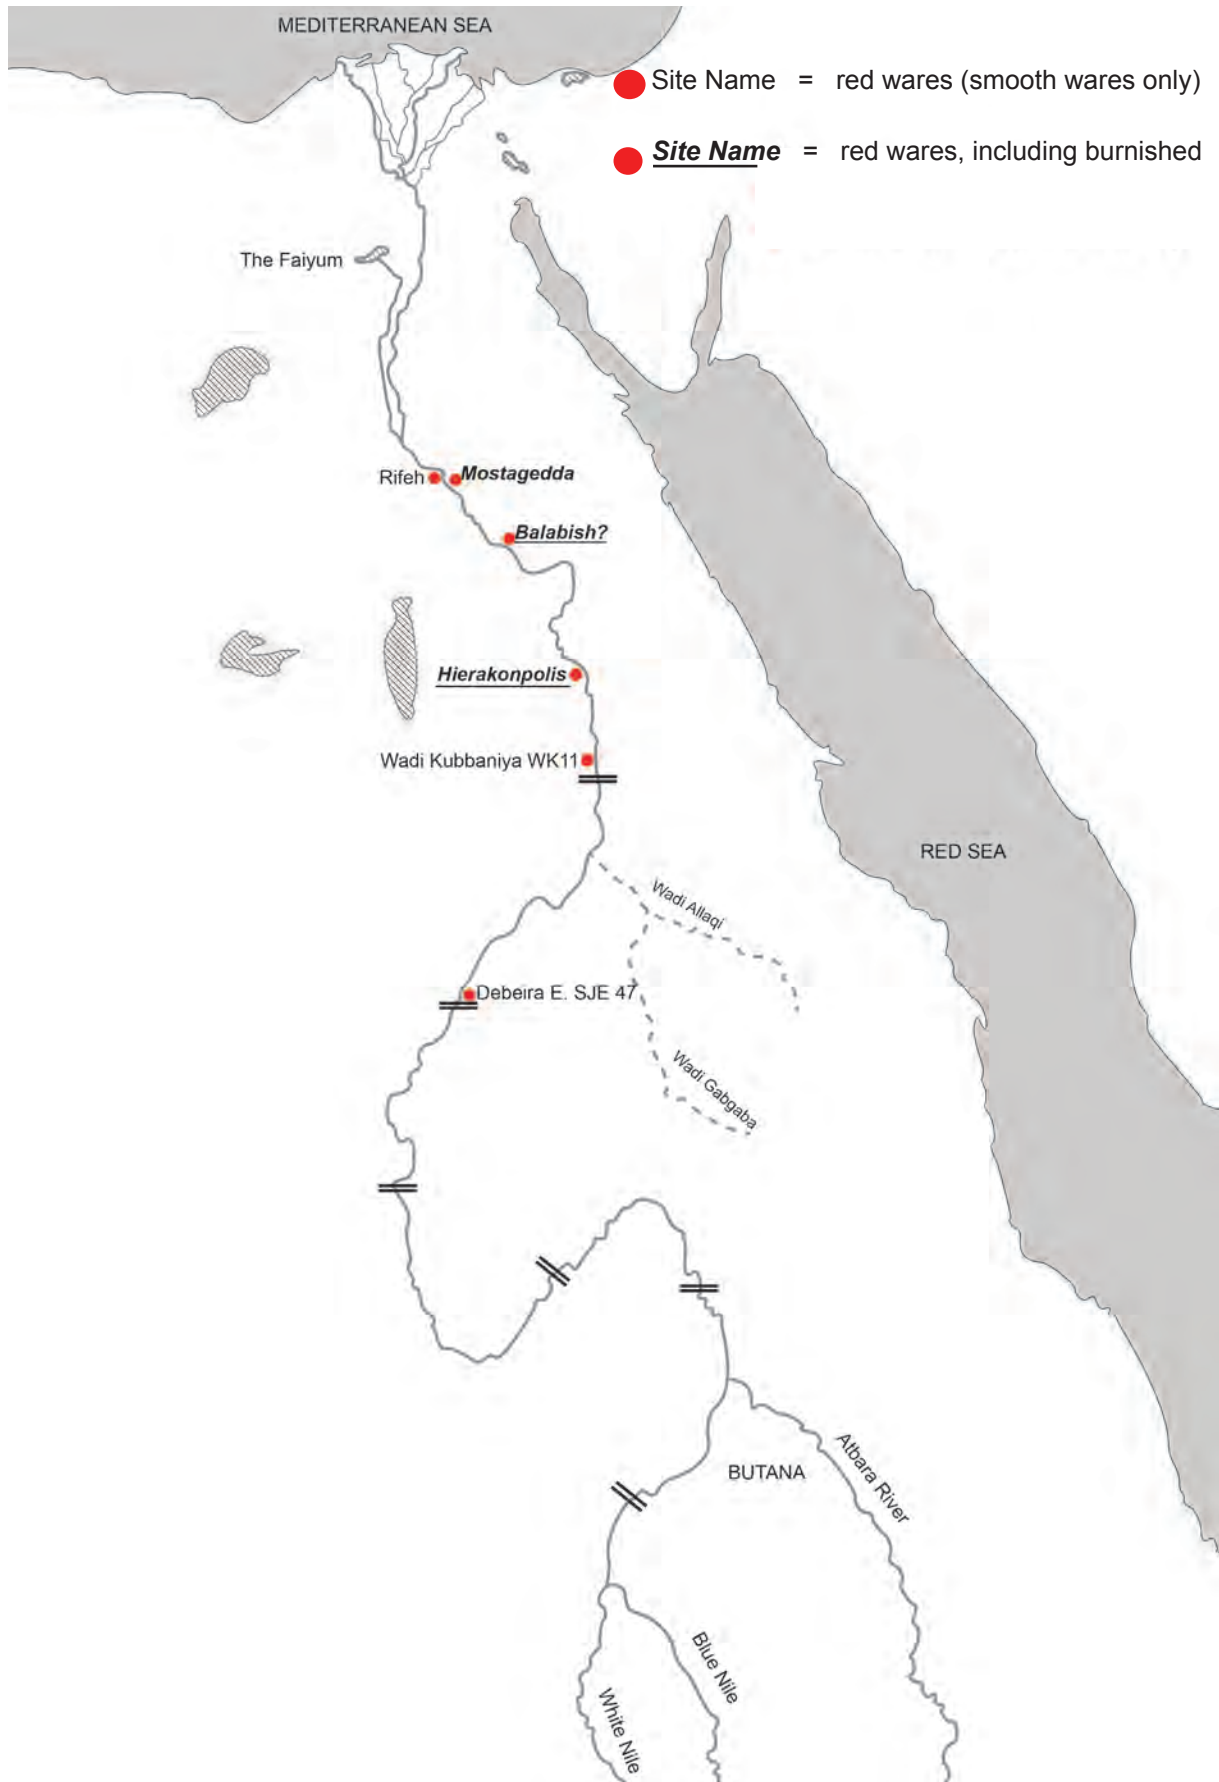 MEDITERRANEAN SEA
Site Name = red wares (smooth wares only)
Site Name = red wares, including burnished
The Faiyum
Rifeh
Mostagedda
Balabish?
Hierakonpolis
Wadi Kubbaniya WK11
RED SEA
Wadi Allaqi
Debeira E. SJE 47
Wadi Gabgaba
BUTANA
Atbara River
Blue Nile
White Nile